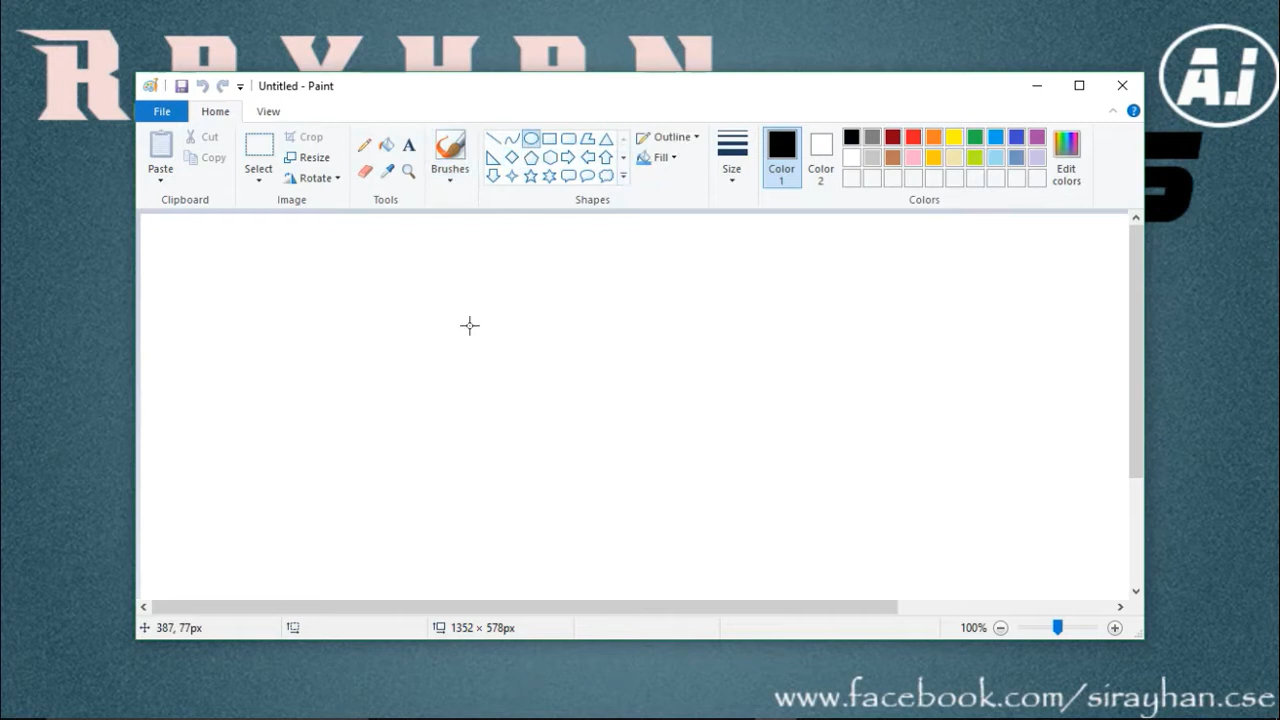 RAYHAN
AJ
Untitled - Paint
File
Home
View
Paste
Cut
Copy
Clipboard
Select
Crop
Resize
Rotate
Image
A
Tools
Brushes
Shapes
Outline
Fill
Size
Color
1
Color
2
Edit
colors
Colors
387, 77px
1352 × 578px
100%
www.facebook.com/sirayhan.cse